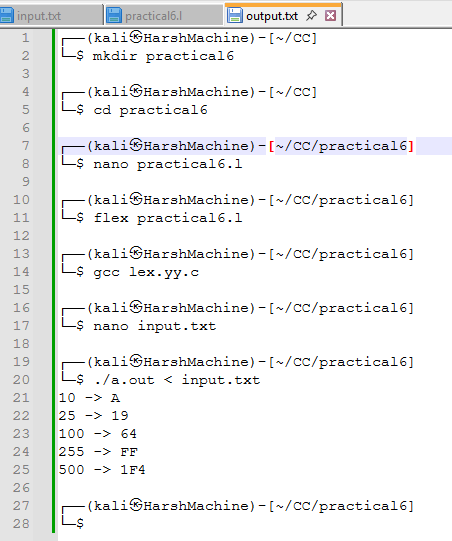 input.txt practical6.l output.txt
1 ┌──(kali㉿HarshMachine)-[~/CC]
2 └─$ mkdir practical6
3
4 ┌──(kali㉿HarshMachine)-[~/CC]
5 └─$ cd practical6
6
7 ┌──(kali㉿HarshMachine)-[~/CC/practical6]
8 └─$ nano practical6.l
9
10 ┌──(kali㉿HarshMachine)-[~/CC/practical6]
11 └─$ flex practical6.l
12
13 ┌──(kali㉿HarshMachine)-[~/CC/practical6]
14 └─$ gcc lex.yy.c
15
16 ┌──(kali㉿HarshMachine)-[~/CC/practical6]
17 └─$ nano input.txt
18
19 ┌──(kali㉿HarshMachine)-[~/CC/practical6]
20 └─$ ./a.out < input.txt
21 10 -> A
22 25 -> 19
23 100 -> 64
24 255 -> FF
25 500 -> 1F4
26
27 ┌──(kali㉿HarshMachine)-[~/CC/practical6]
28 └─$